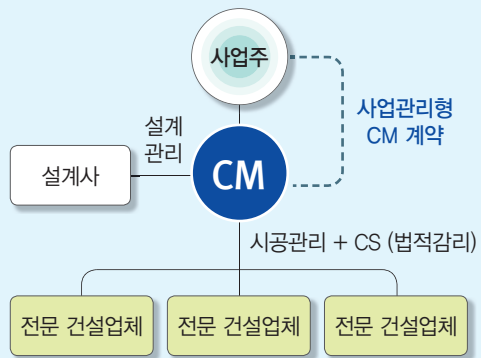 사업주
사업관리형
CM 계약
설계
관리
설계사
CM
시공관리 + CS (법적감리)
전문 건설업체
전문 건설업체
전문 건설업체